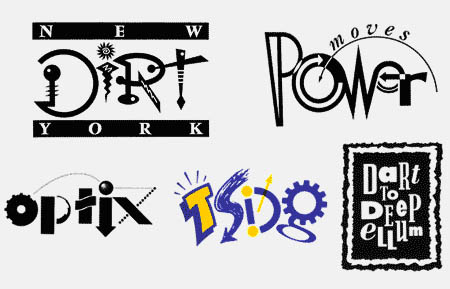 NEW
DiRT
YORK
moves
POWer
optix
TSiDg
DaRt
TO
DEEP
ELLum